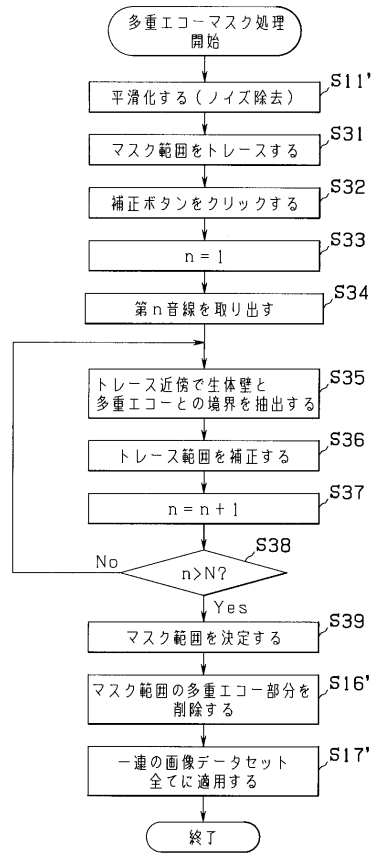 多重エコーマスク処理
開始
S11'
平滑化する(ノイズ除去)
S31
マスク範囲をトレースする
S32
補正ボタンをクリックする
S33
n=1
S34
第n音線を取り出す
S35
トレース近傍で生体壁と
多重エコーとの境界を抽出する
S36
トレース範囲を補正する
S37
n=n+1
S38
No
n>N?
Yes
S39
マスク範囲を決定する
S16'
マスク範囲の多重エコー部分を
削除する
S17'
一連の画像データセット
全てに適用する
終了